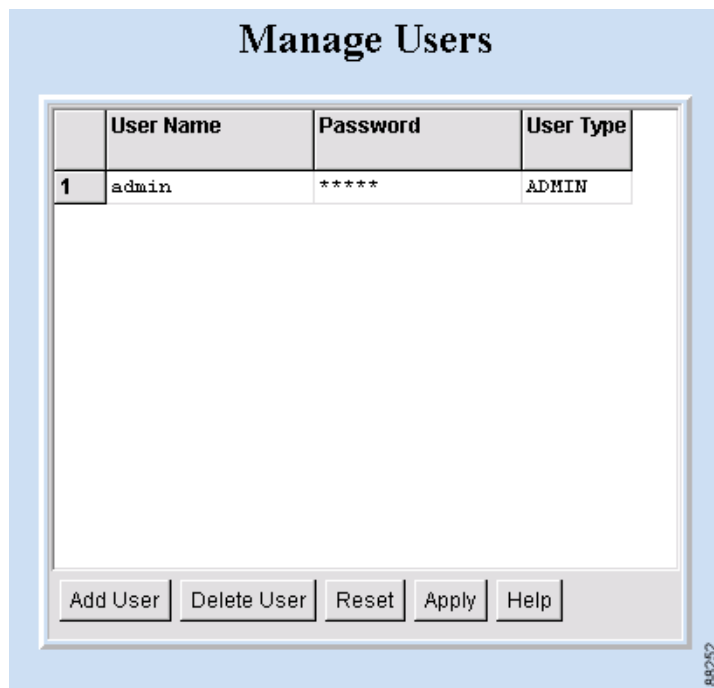 Manage Users
User Name Password User Type
1 admin ***** ADMIN
Add User Delete User Reset Apply Help
88252